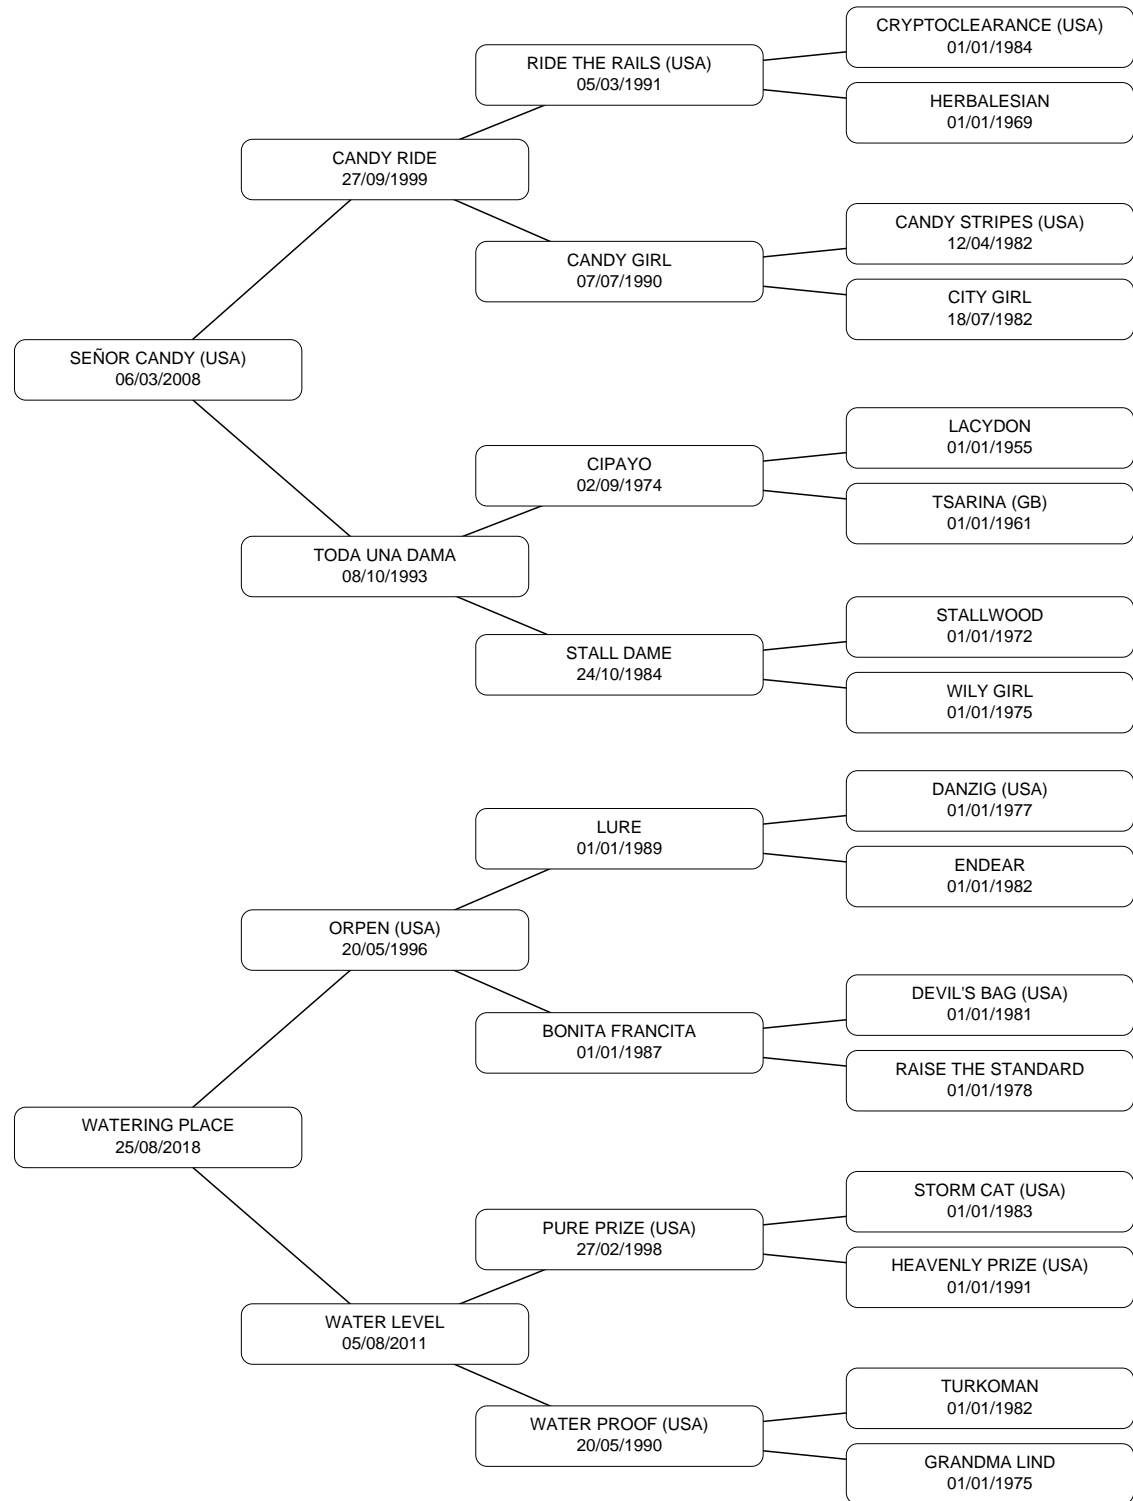 CRYPTOCLEARANCE (USA)
01/01/1984
RIDE THE RAILS (USA)
05/03/1991
HERBALESIAN
01/01/1969
CANDY RIDE
27/09/1999
CANDY STRIPES (USA)
12/04/1982
CANDY GIRL
07/07/1990
CITY GIRL
18/07/1982
SEÑOR CANDY (USA)
06/03/2008
LACYDON
01/01/1955
CIPAYO
02/09/1974
TSARINA (GB)
01/01/1961
TODA UNA DAMA
08/10/1993
STALLWOOD
01/01/1972
STALL DAME
24/10/1984
WILY GIRL
01/01/1975
DANZIG (USA)
01/01/1977
LURE
01/01/1989
ENDEAR
01/01/1982
ORPEN (USA)
20/05/1996
DEVIL'S BAG (USA)
01/01/1981
BONITA FRANCITA
01/01/1987
RAISE THE STANDARD
01/01/1978
WATERING PLACE
25/08/2018
STORM CAT (USA)
01/01/1983
PURE PRIZE (USA)
27/02/1998
HEAVENLY PRIZE (USA)
01/01/1991
WATER LEVEL
05/08/2011
TURKOMAN
01/01/1982
WATER PROOF (USA)
20/05/1990
GRANDMA LIND
01/01/1975